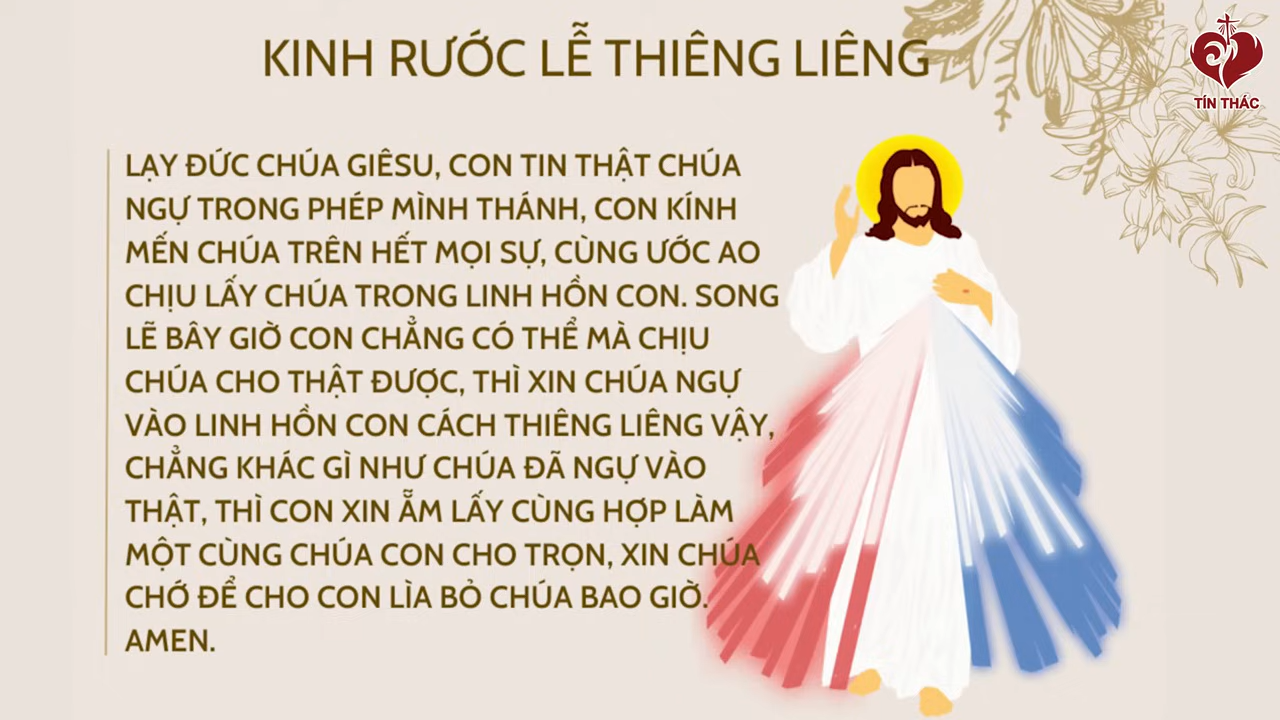 KINH RƯỚC LỄ THIÊNG LIÊNG
TÍN THÁC
LẠY ĐỨC CHÚA GIÊSU, CON TIN THẬT CHÚA
NGỰ TRONG PHÉP MÌNH THÁNH, CON KÍNH
MẾN CHÚA TRÊN HẾT MỌI SỰ, CÙNG ƯỚC AO
CHỊU LẤY CHÚA TRONG LINH HỒN CON. SONG
LẼ BÂY GIỜ CON CHẲNG CÓ THỂ MÀ CHỊU
CHÚA CHO THẬT ĐƯỢC, THÌ XIN CHÚA NGỰ
VÀO LINH HỒN CON CÁCH THIÊNG LIÊNG VẬY,
CHẲNG KHÁC GÌ NHƯ CHÚA ĐÃ NGỰ VÀO
THẬT, THÌ CON XIN ẴM LẤY CÙNG HỢP LÀM
MỘT CÙNG CHÚA CON CHO TRỌN, XIN CHÚA
CHỚ ĐỂ CHO CON LÌA BỎ CHÚA BAO GIỜ.
AMEN.